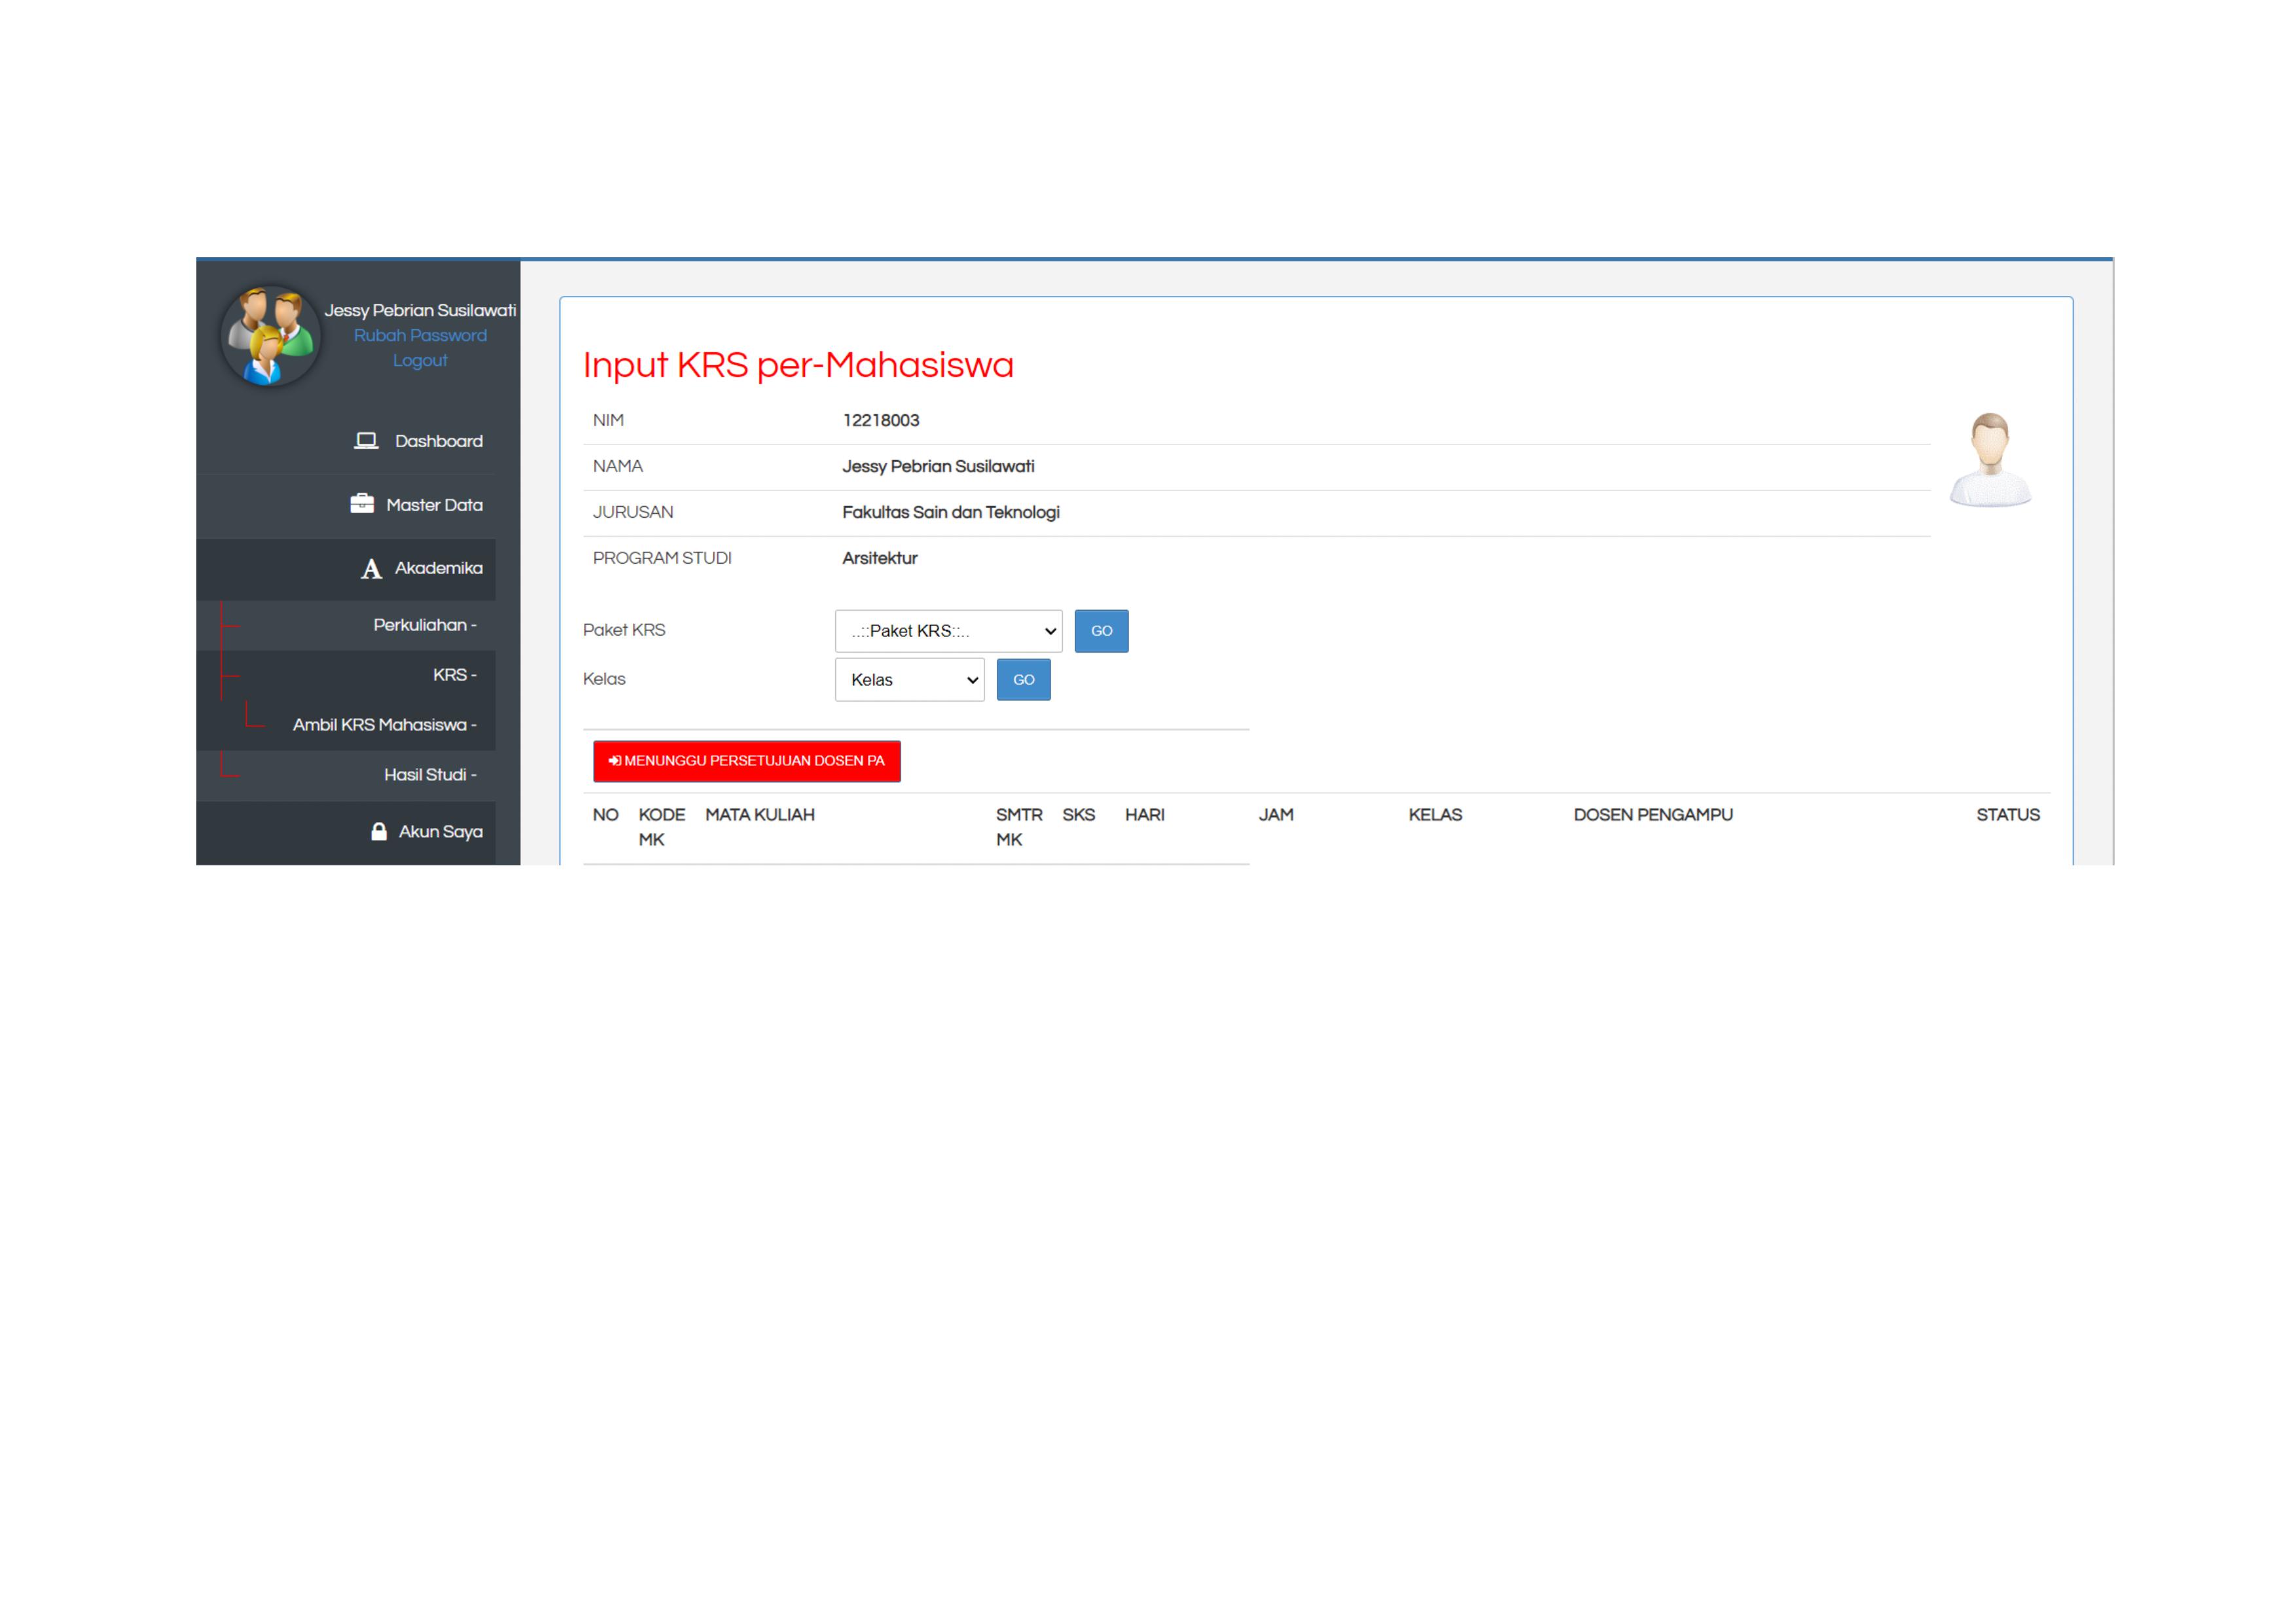 Jessy Pebrian Susilawati
Rubah Password
Logout
Dashboard
Master Data
Akademika
Perkuliahan -
KRS -
Ambil KRS Mahasiswa -
Hasil Studi -
Akun Saya
Input KRS per-Mahasiswa
NIM 12218003
NAMA Jessy Pebrian Susilawati
JURUSAN Fakultas Sain dan Teknologi
PROGRAM STUDI Arsitektur
Paket KRS ..::Paket KRS::.. GO
Kelas Kelas GO
MENUNGGU PERSETUJUAN DOSEN PA
NO KODE MK MATA KULIAH SMTR MK SKS HARI JAM KELAS DOSEN PENGAMPU STATUS